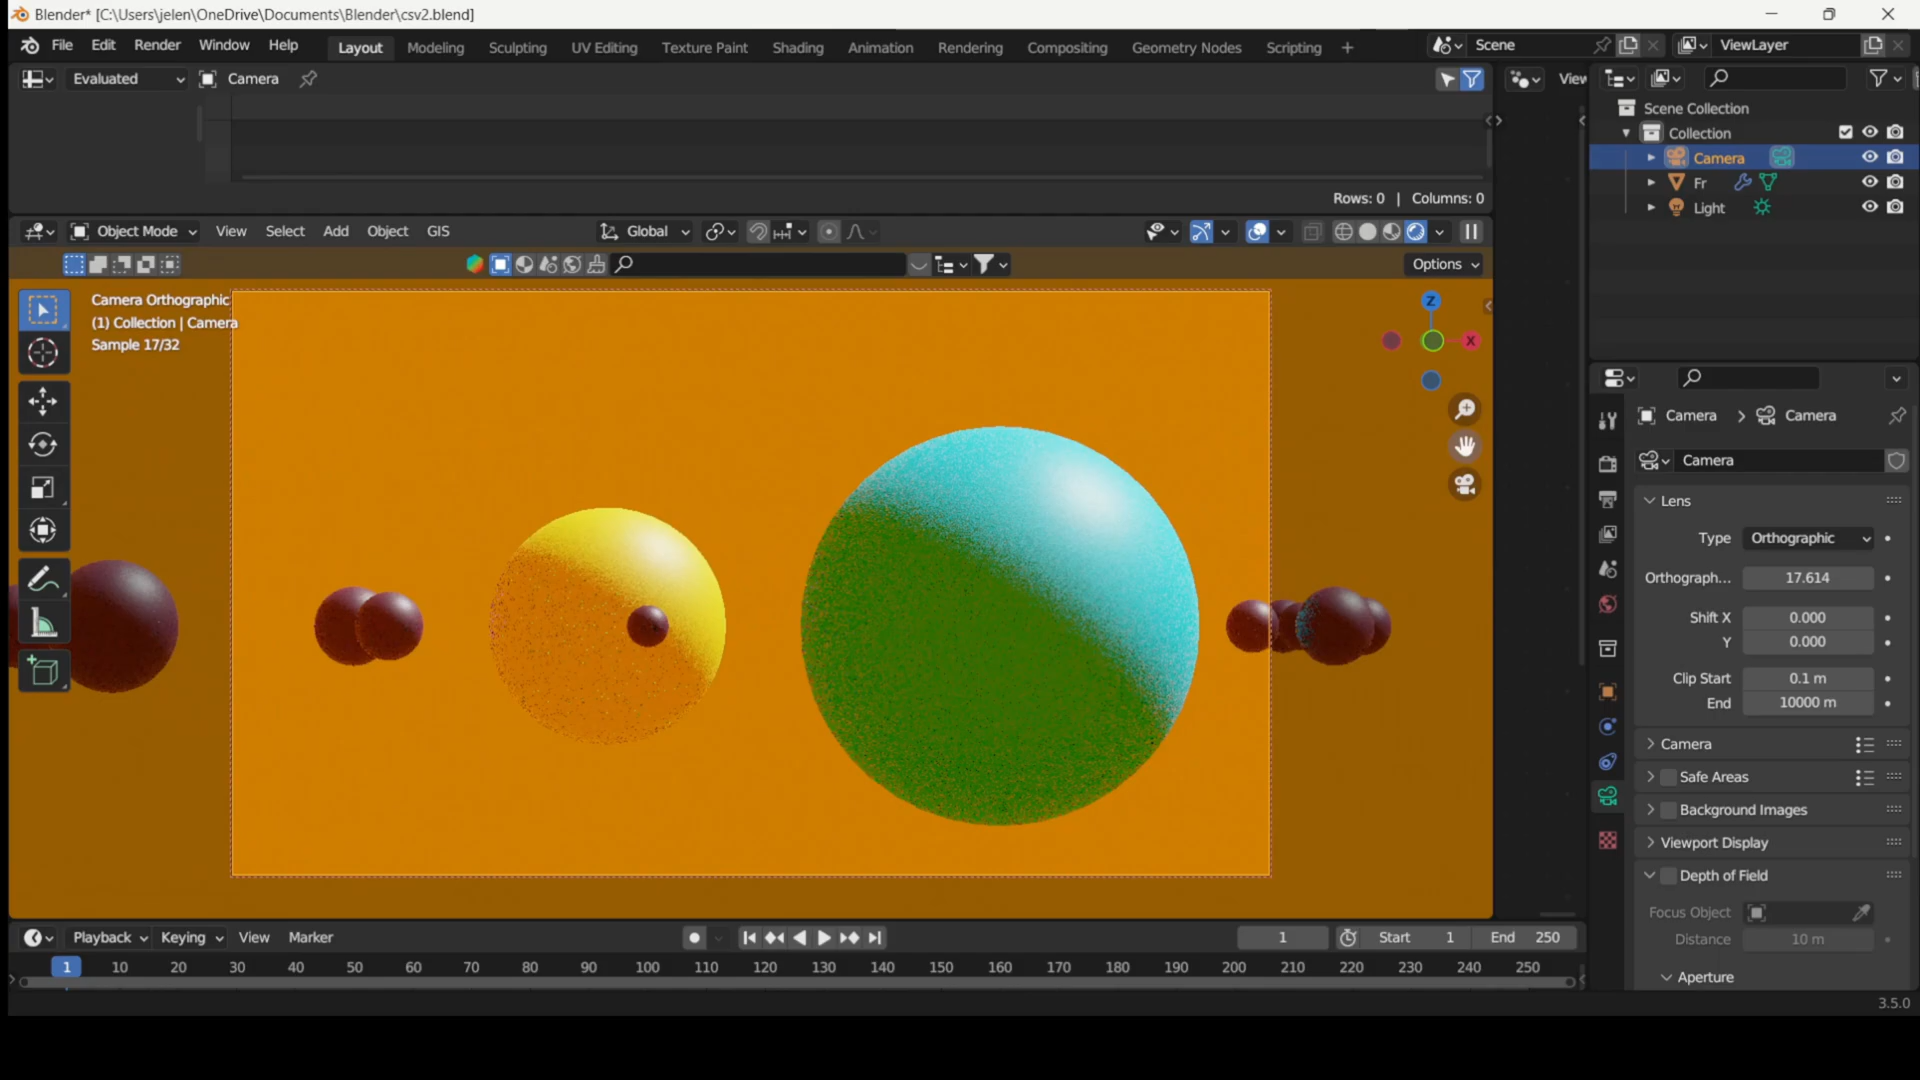 Blender* [C:\Users\jelen\OneDrive\Documents\Blender\csv2.blend]
File Edit Render Window Help Layout Modeling Sculpting UV Editing Texture Paint Shading Animation Rendering Compositing Geometry Nodes Scripting + Scene ViewLayer
Evaluated Camera View
Scene Collection
Collection
Camera
Fr
Light
Rows: 0 | Columns: 0
Object Mode View Select Add Object GIS Global
Options
Camera Orthographic
(1) Collection | Camera
Sample 17/32
Z
X
Camera > Camera
Camera
Lens
Type Orthographic
Orthograph... 17.614
Shift X 0.000
Y 0.000
Clip Start 0.1 m
End 10000 m
Camera
Safe Areas
Background Images
Viewport Display
Depth of Field
Focus Object
Distance 10 m
Aperture
Playback Keying View Marker 1 Start 1 End 250
1 10 20 30 40 50 60 70 80 90 100 110 120 130 140 150 160 170 180 190 200 210 220 230 240 250
3.5.0